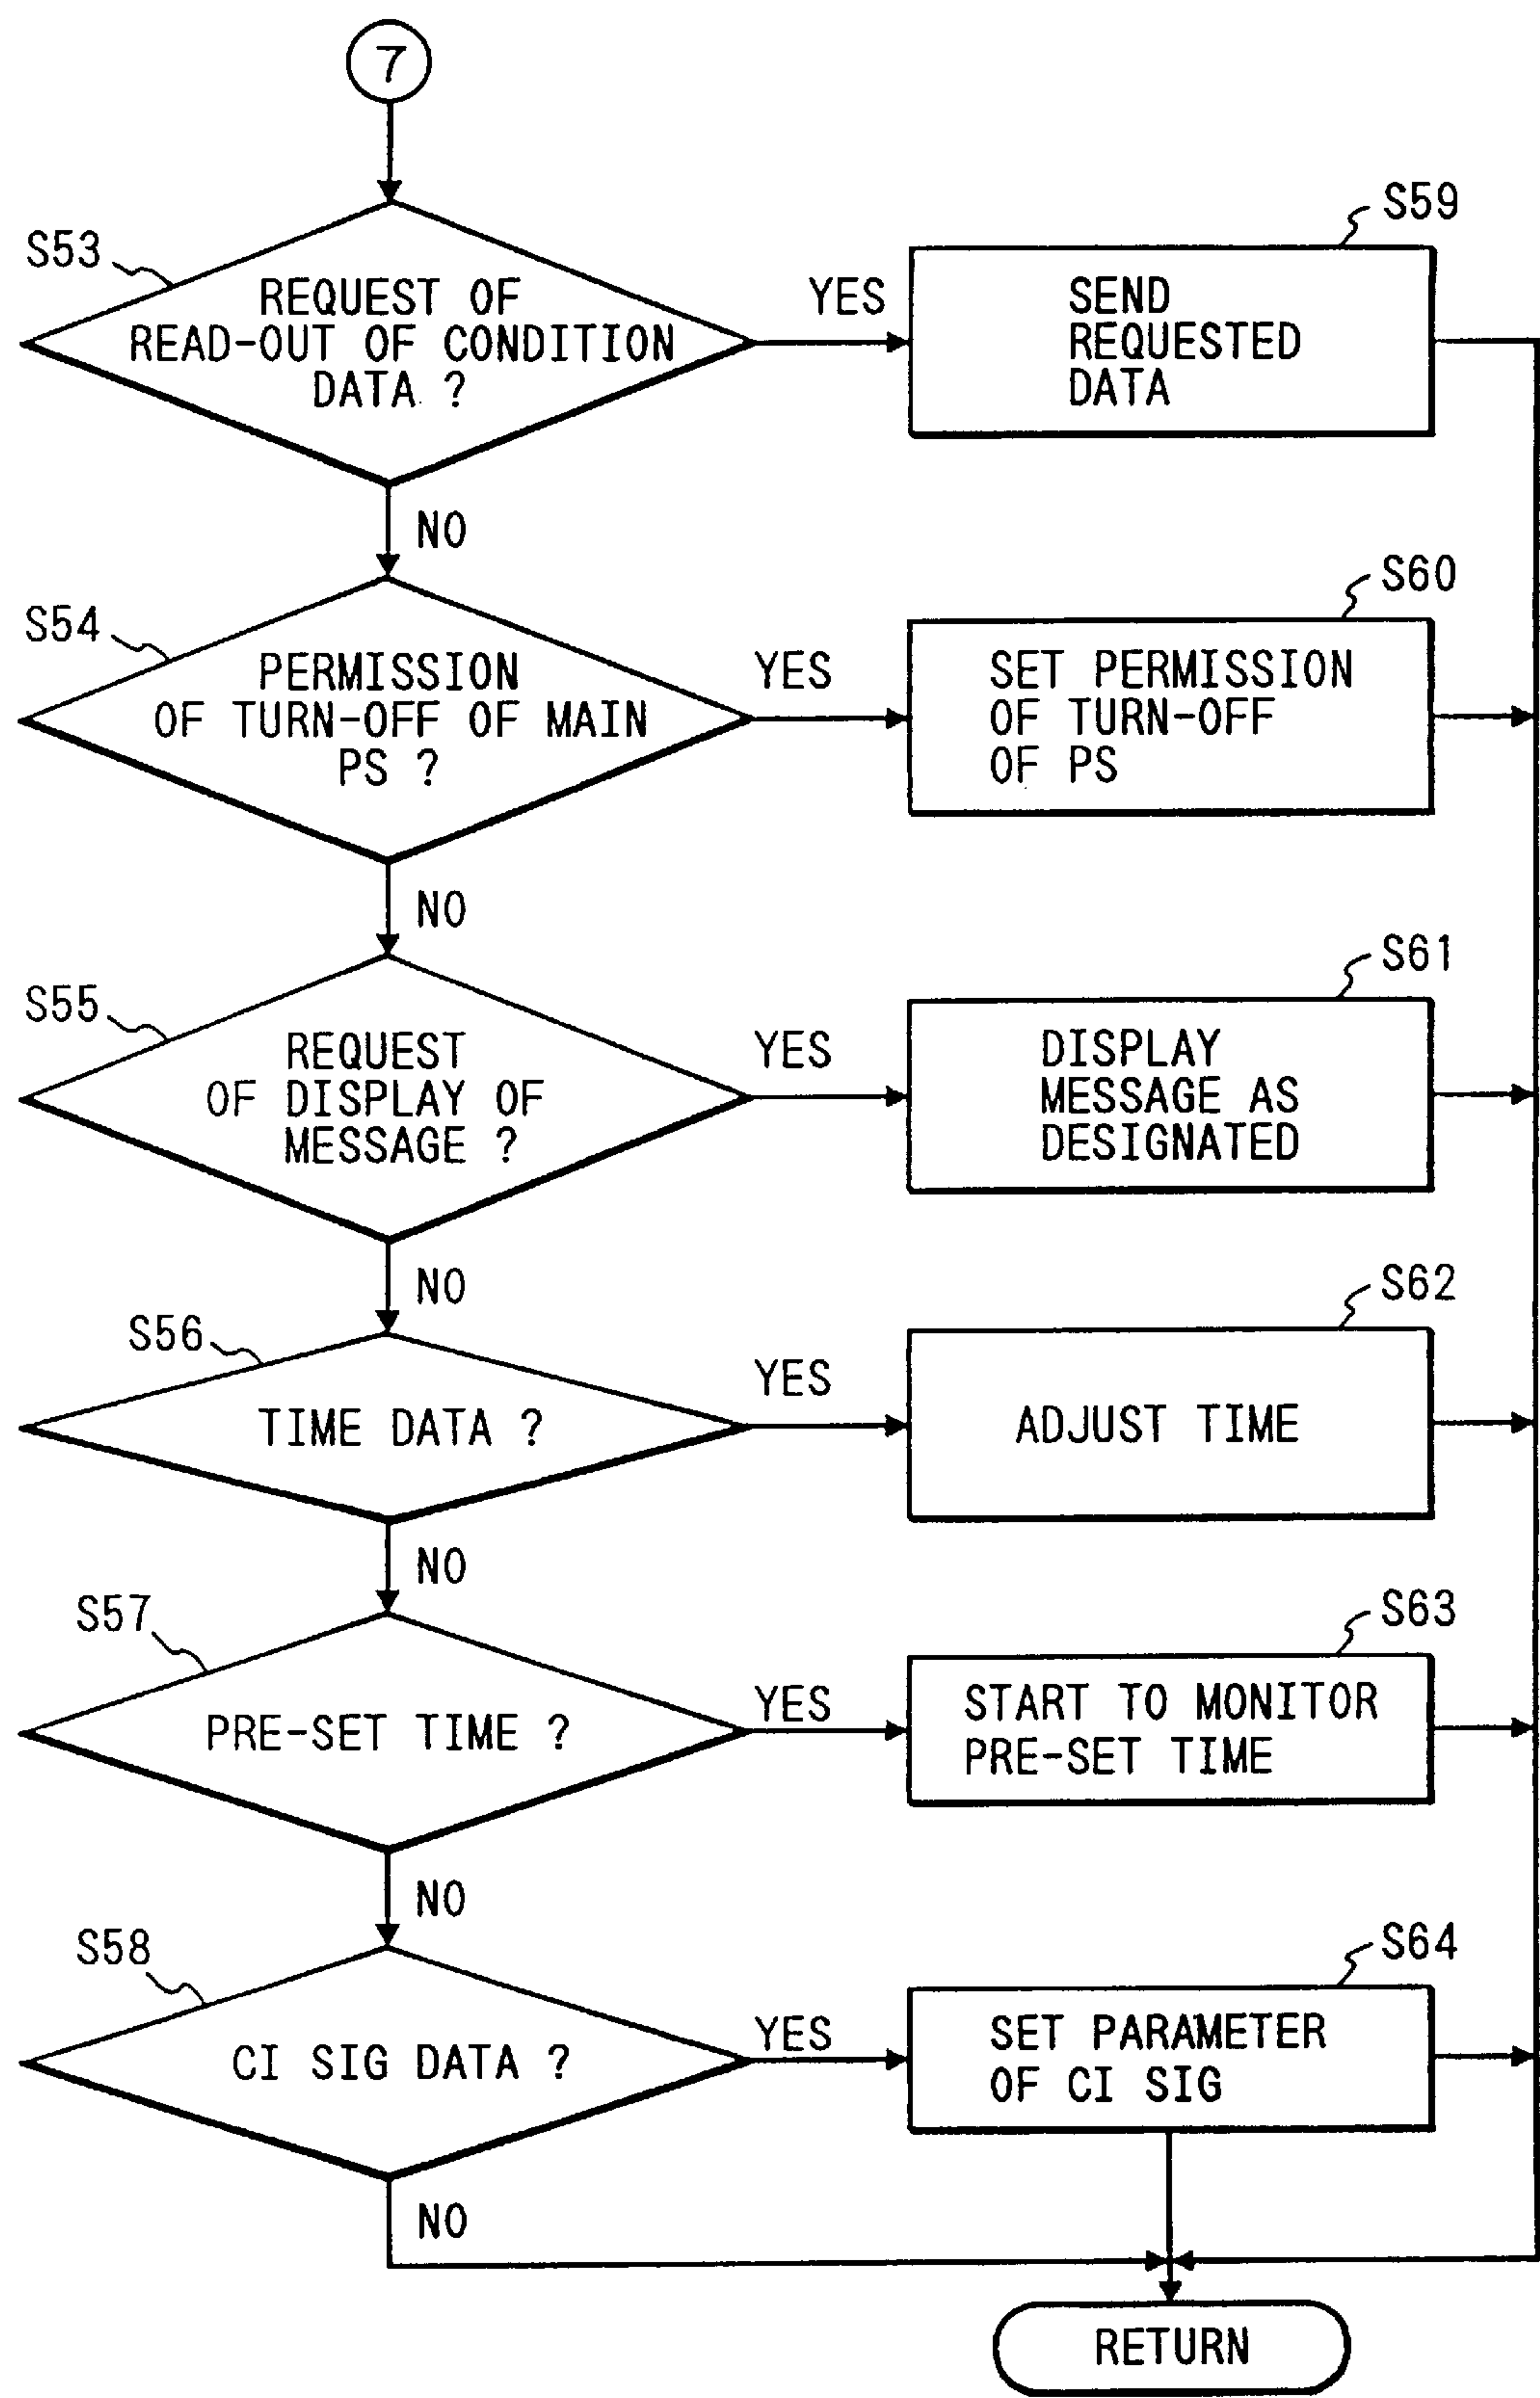 7
S53
REQUEST OF
READ-OUT OF CONDITION
DATA ?
YES
S59
SEND
REQUESTED
DATA
NO
S54
PERMISSION
OF TURN-OFF OF MAIN
PS ?
YES
S60
SET PERMISSION
OF TURN-OFF
OF PS
NO
S55
REQUEST
OF DISPLAY OF
MESSAGE ?
YES
S61
DISPLAY
MESSAGE AS
DESIGNATED
NO
S56
TIME DATA ?
YES
S62
ADJUST TIME
NO
S57
PRE-SET TIME ?
YES
S63
START TO MONITOR
PRE-SET TIME
NO
S58
CI SIG DATA ?
YES
S64
SET PARAMETER
OF CI SIG
NO
RETURN